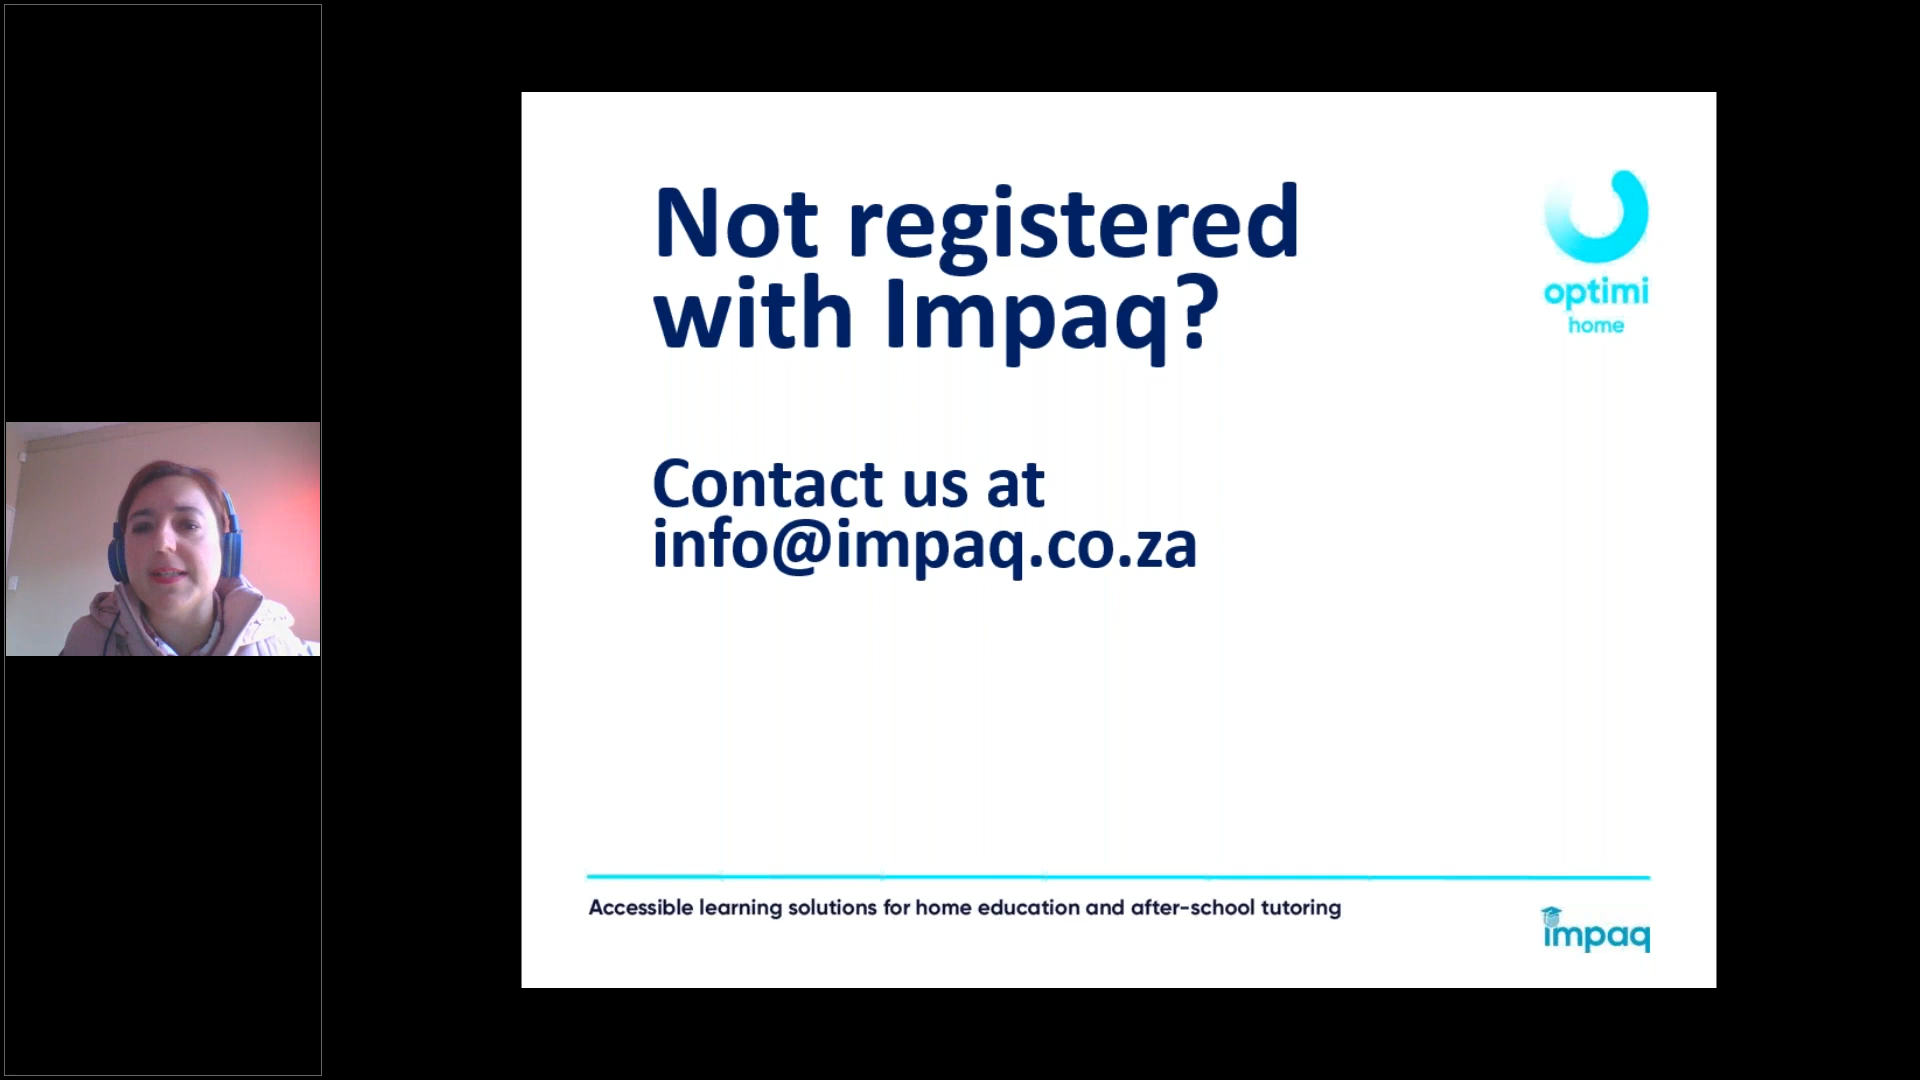 Not registered
with Impaq?
optimi
home
Contact us at
info@impaq.co.za
Accessible learning solutions for home education and after-school tutoring
impaq